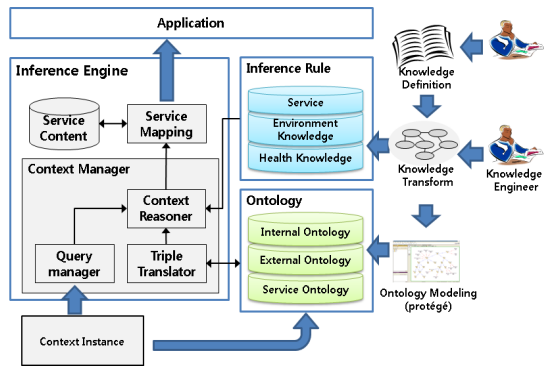 Application
Inference Engine
Service
Content
Service
Mapping
Context Manager
Context
Reasoner
Query
manager
Triple
Translator
Context Instance
Inference Rule
Service
Environment
Knowledge
Health Knowledge
Ontology
Internal Ontology
External Ontology
Service Ontology
Knowledge
Definition
Knowledge
Transform
Knowledge
Engineer
Ontology Modeling
(protégé)